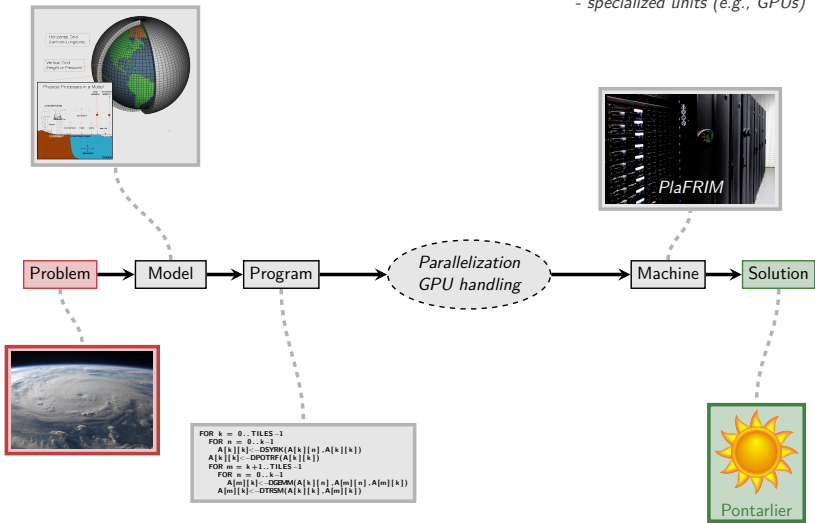 - specialized units (e.g., GPUs)
Horizontal Grid
(Latitude-Longitude)
Vertical Grid
(Height or Pressure)
Physical Processes in a Model
PlaFRIM
Problem
Model
Program
Parallelization
GPU handling
Machine
Solution
FOR k = 0..TILES-1
FOR n = 0..k-1
A[k][k]<-DSYRK(A[k][n],A[k][k])
A[k][k]<-DPOTRF(A[k][k])
FOR m = k+1..TILES-1
FOR n = 0..k-1
A[m][k]<-DGEMM(A[k][n],A[m][n],A[m][k])
A[m][k]<-DTRSM(A[k][k],A[m][k])
Pontarlier